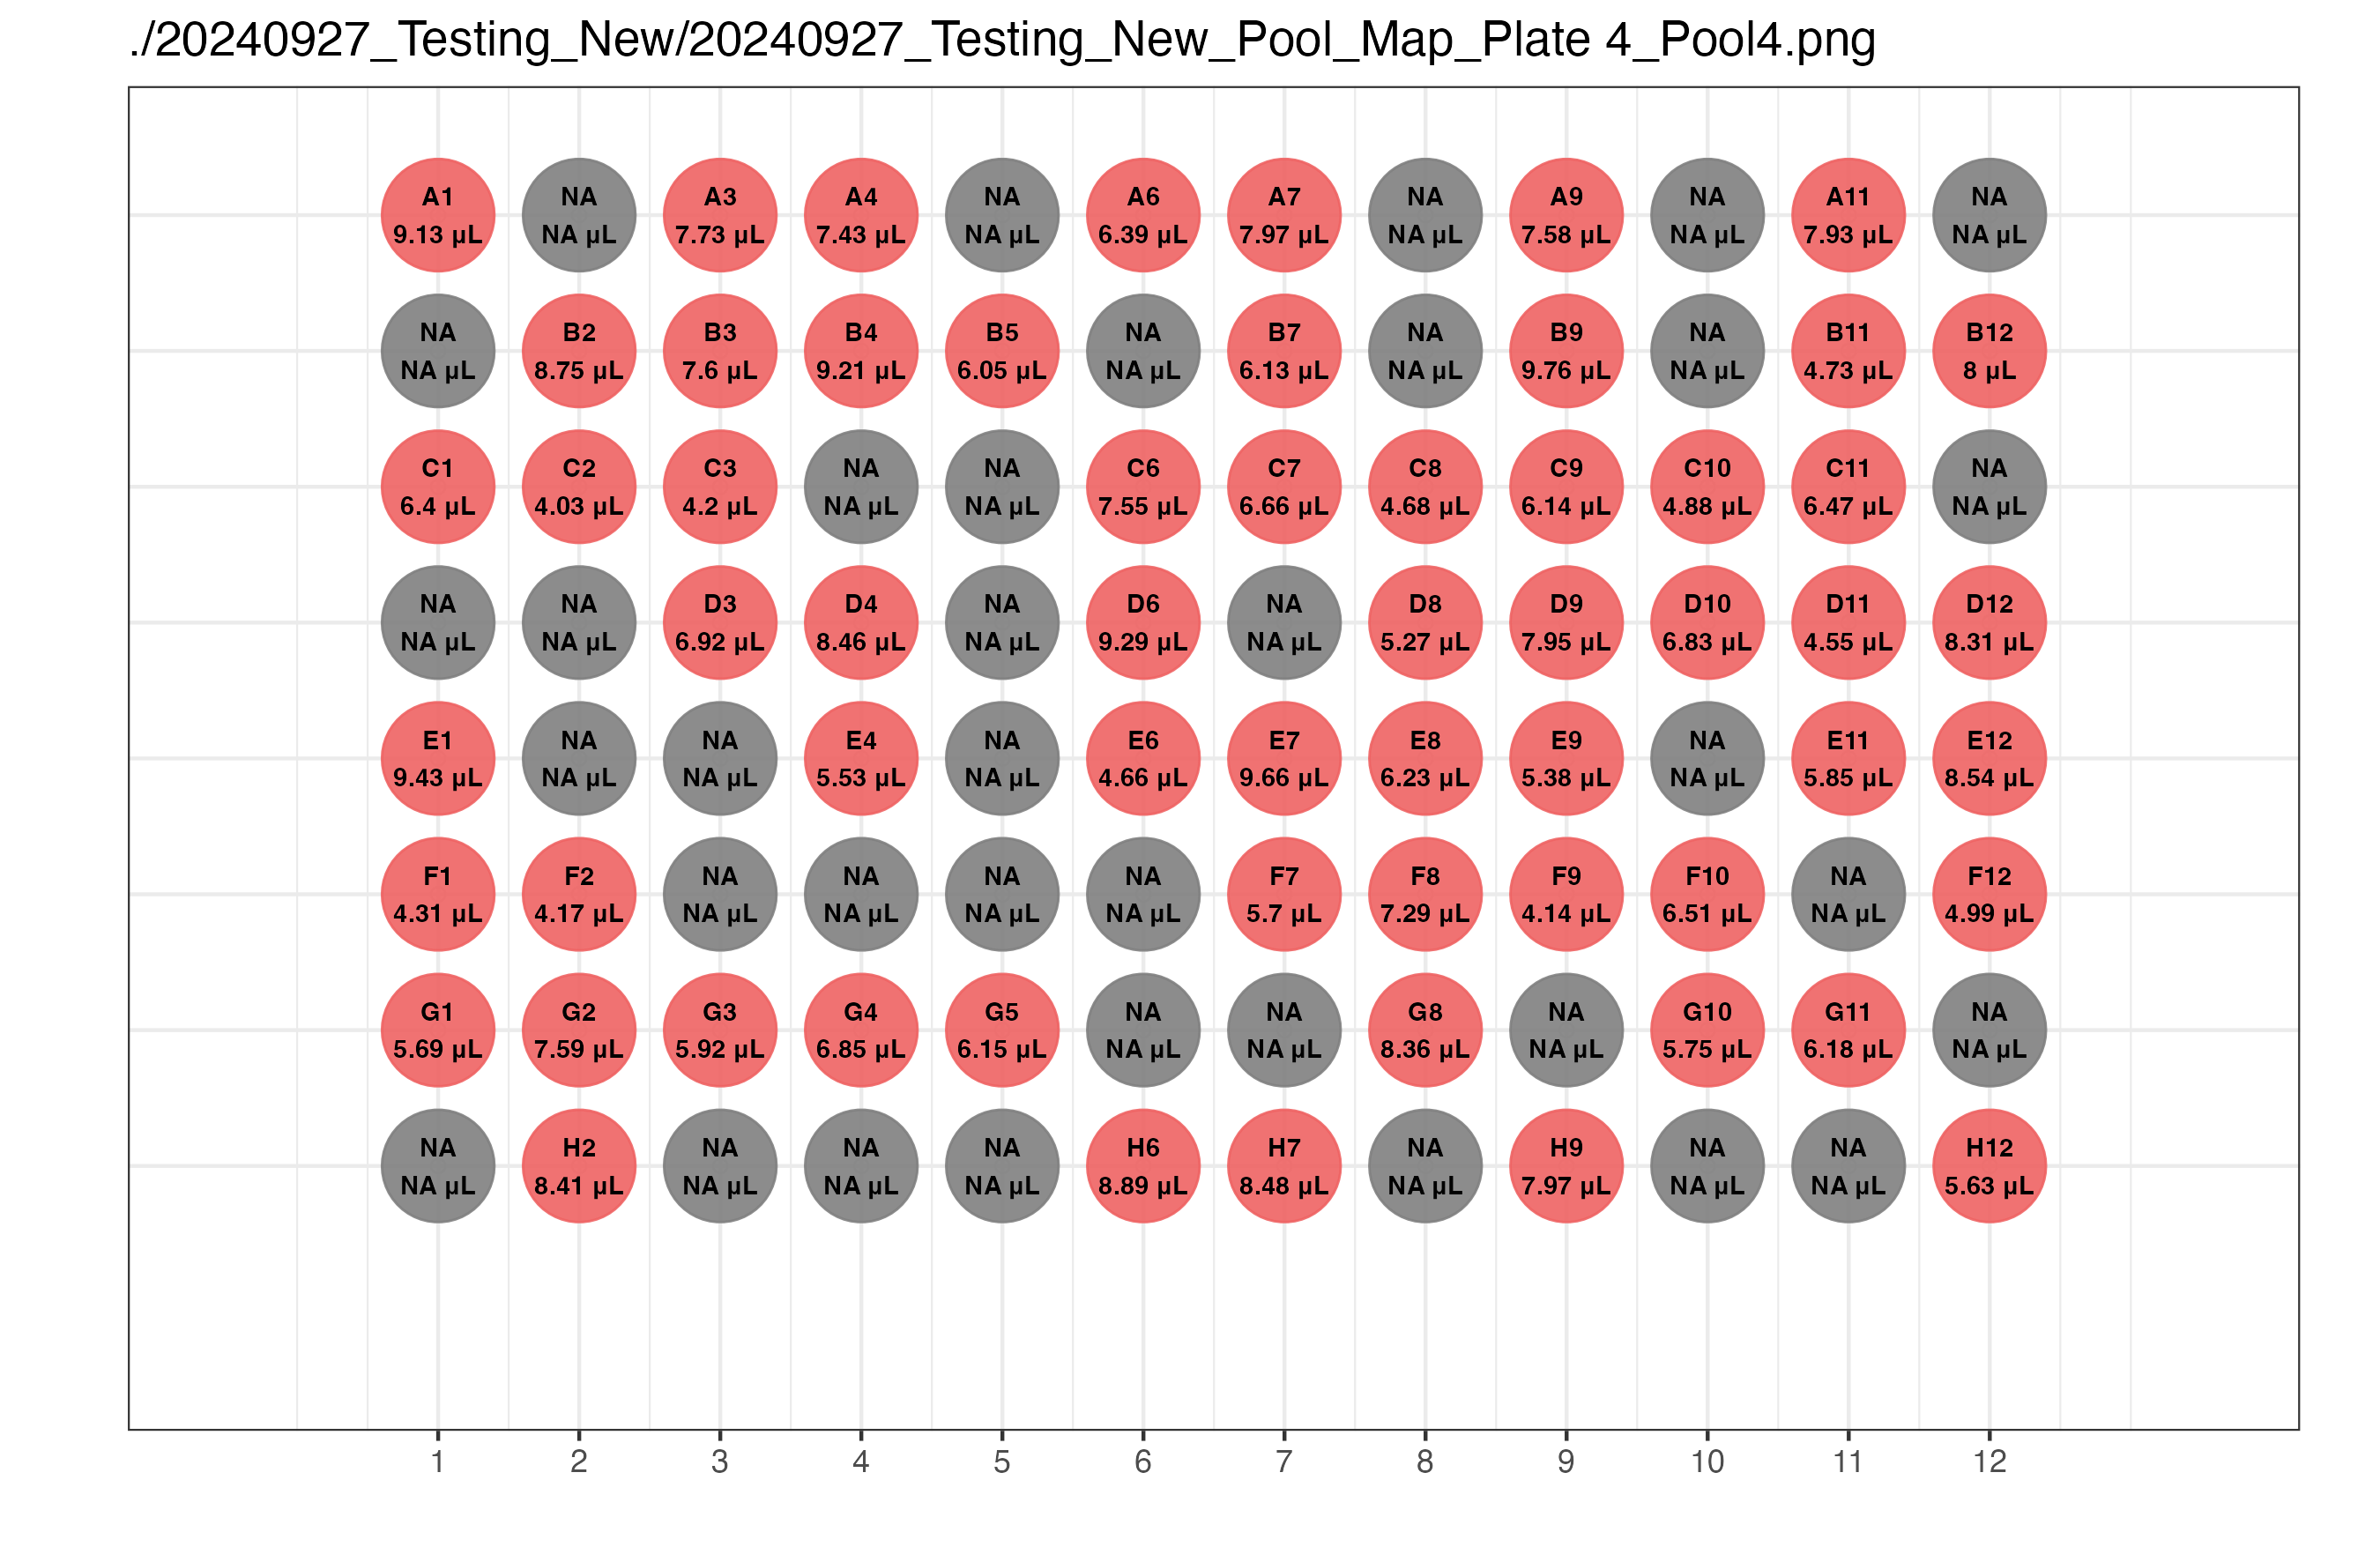 ./20240927_Testing_New/20240927_Testing_New_Pool_Map_Plate 4_Pool4.png
A1 NA A3 A4 NA A6 A7 NA A9 NA A11 NA
9.13 µL NA µL 7.73 µL 7.43 µL NA µL 6.39 µL 7.97 µL NA µL 7.58 µL NA µL 7.93 µL NA µL
NA B2 B3 B4 B5 NA B7 NA B9 NA B11 B12
NA µL 8.75 µL 7.6 µL 9.21 µL 6.05 µL NA µL 6.13 µL NA µL 9.76 µL NA µL 4.73 µL 8 µL
C1 C2 C3 NA NA C6 C7 C8 C9 C10 C11 NA
6.4 µL 4.03 µL 4.2 µL NA µL NA µL 7.55 µL 6.66 µL 4.68 µL 6.14 µL 4.88 µL 6.47 µL NA µL
NA NA D3 D4 NA D6 NA D8 D9 D10 D11 D12
NA µL NA µL 6.92 µL 8.46 µL NA µL 9.29 µL NA µL 5.27 µL 7.95 µL 6.83 µL 4.55 µL 8.31 µL
E1 NA NA E4 NA E6 E7 E8 E9 NA E11 E12
9.43 µL NA µL NA µL 5.53 µL NA µL 4.66 µL 9.66 µL 6.23 µL 5.38 µL NA µL 5.85 µL 8.54 µL
F1 F2 NA NA NA NA F7 F8 F9 F10 NA F12
4.31 µL 4.17 µL NA µL NA µL NA µL NA µL 5.7 µL 7.29 µL 4.14 µL 6.51 µL NA µL 4.99 µL
G1 G2 G3 G4 G5 NA NA G8 NA G10 G11 NA
5.69 µL 7.59 µL 5.92 µL 6.85 µL 6.15 µL NA µL NA µL 8.36 µL NA µL 5.75 µL 6.18 µL NA µL
NA H2 NA NA NA H6 H7 NA H9 NA NA H12
NA µL 8.41 µL NA µL NA µL NA µL 8.89 µL 8.48 µL NA µL 7.97 µL NA µL NA µL 5.63 µL
1 2 3 4 5 6 7 8 9 10 11 12